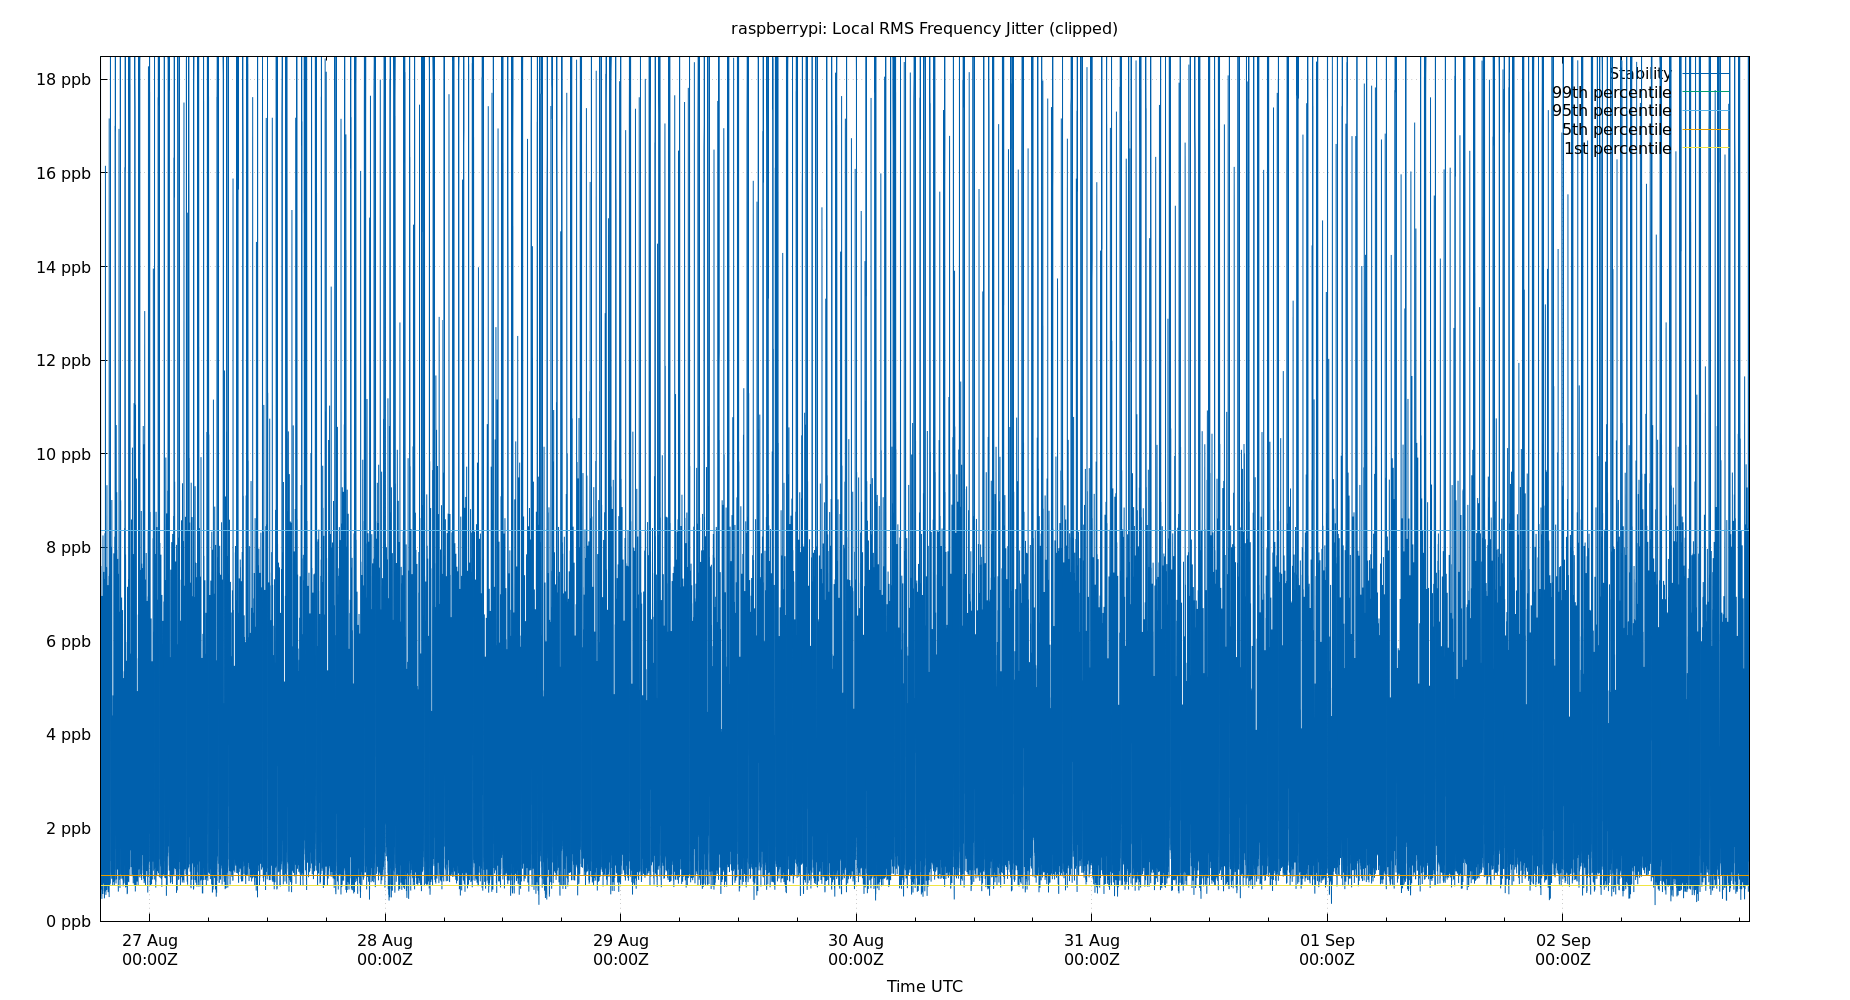 raspberrypi: Local RMS Frequency Jitter (clipped)
18 ppb
16 ppb
14 ppb
12 ppb
10 ppb
8 ppb
6 ppb
4 ppb
2 ppb
0 ppb
Stability
99th percentile
95th percentile
5th percentile
1st percentile
27 Aug
00:00Z
28 Aug
00:00Z
29 Aug
00:00Z
30 Aug
00:00Z
31 Aug
00:00Z
01 Sep
00:00Z
02 Sep
00:00Z
Time UTC